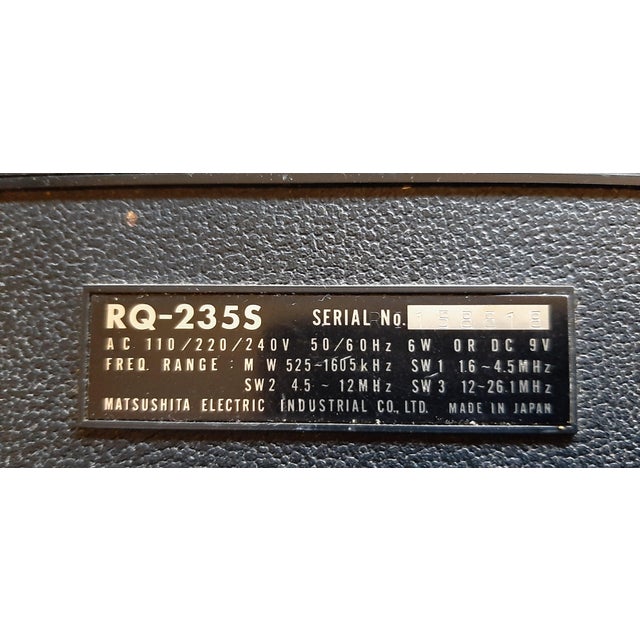 RQ-235S SERIAL No.
AC 110/220/240V 50/60Hz 6W OR DC 9V
FREQ. RANGE: MW 525~1605kHz SW1 1.6~4.5MHz
SW2 4.5~12MHz SW3 12~26.1MHz
MATSUSHITA ELECTRIC INDUSTRIAL CO., LTD. MADE IN JAPAN